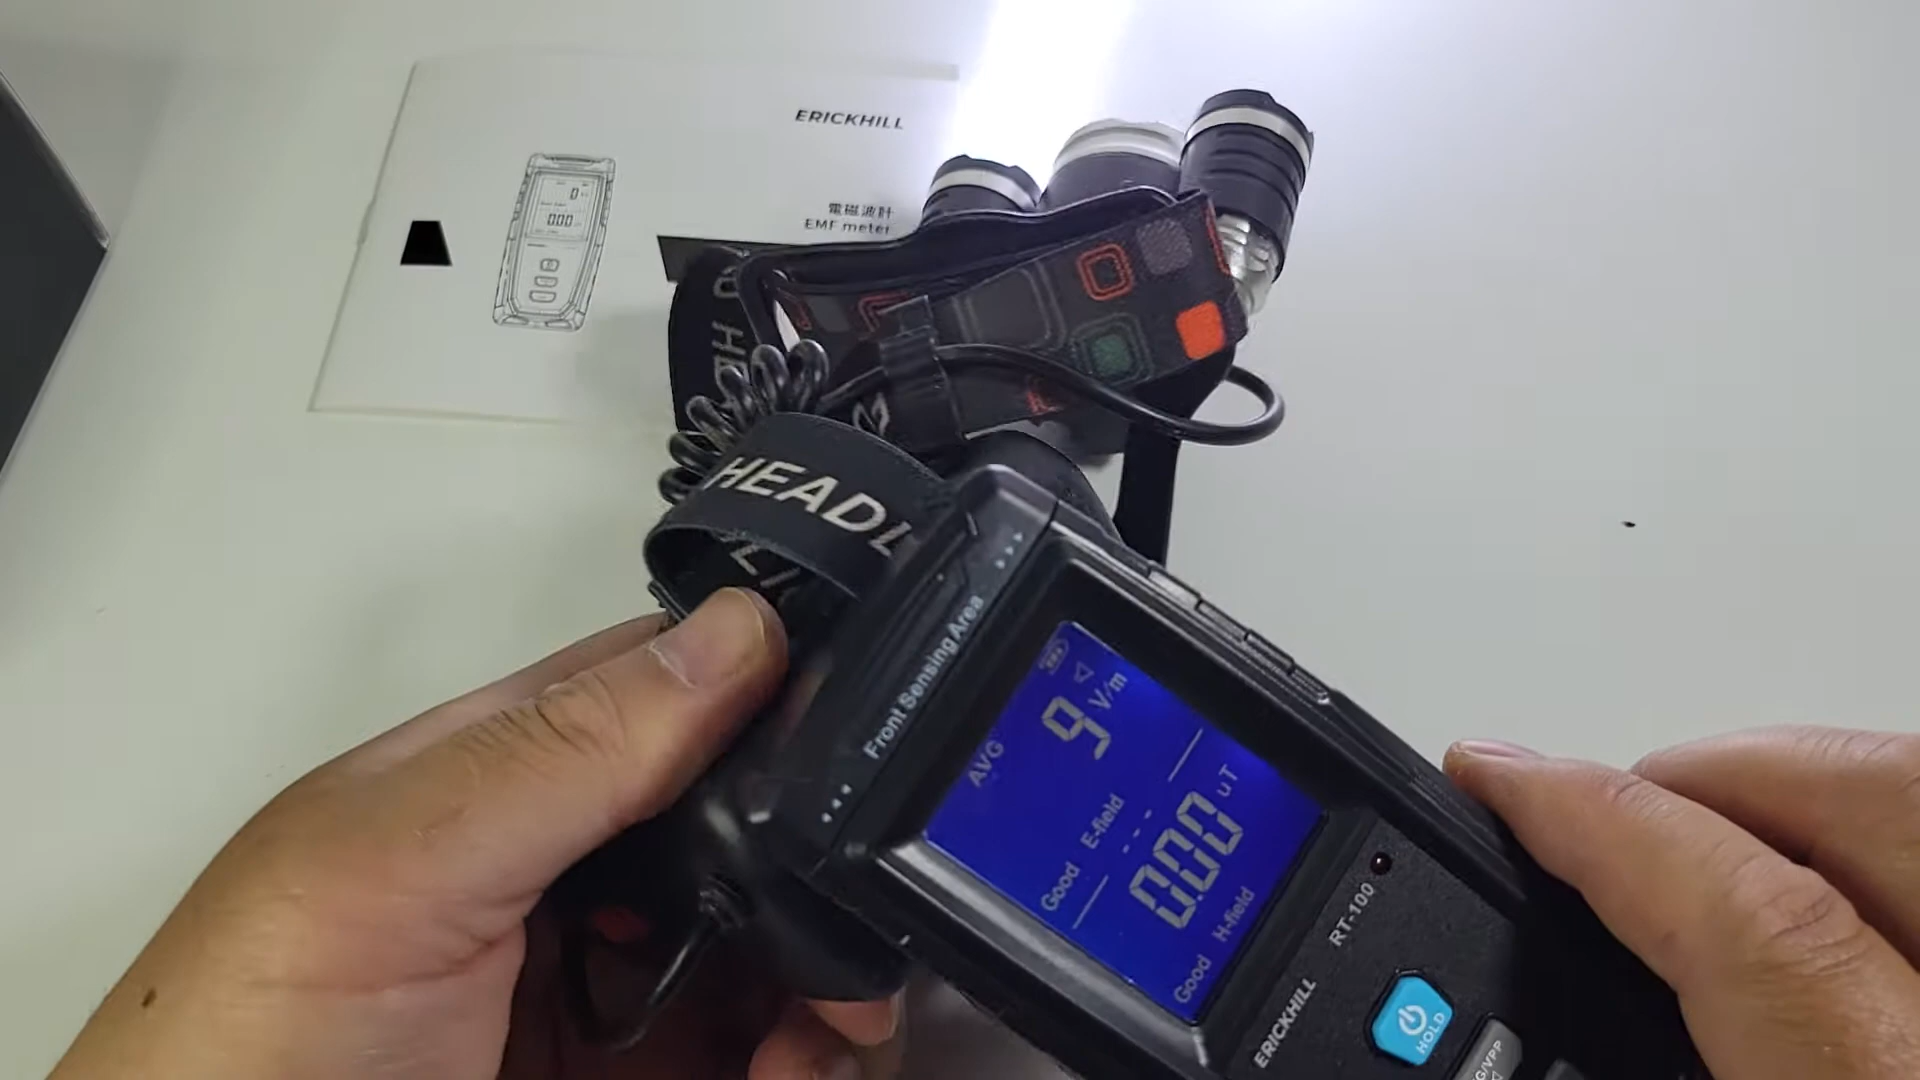 ERICKHILL
電磁波計
EMF meter
HEADL
Front Sensing Area
AVG
9 V/m
Good E-field
0.00 uT
Good H-field
RT-100
ERICKHILL
HOLD
G/VPP